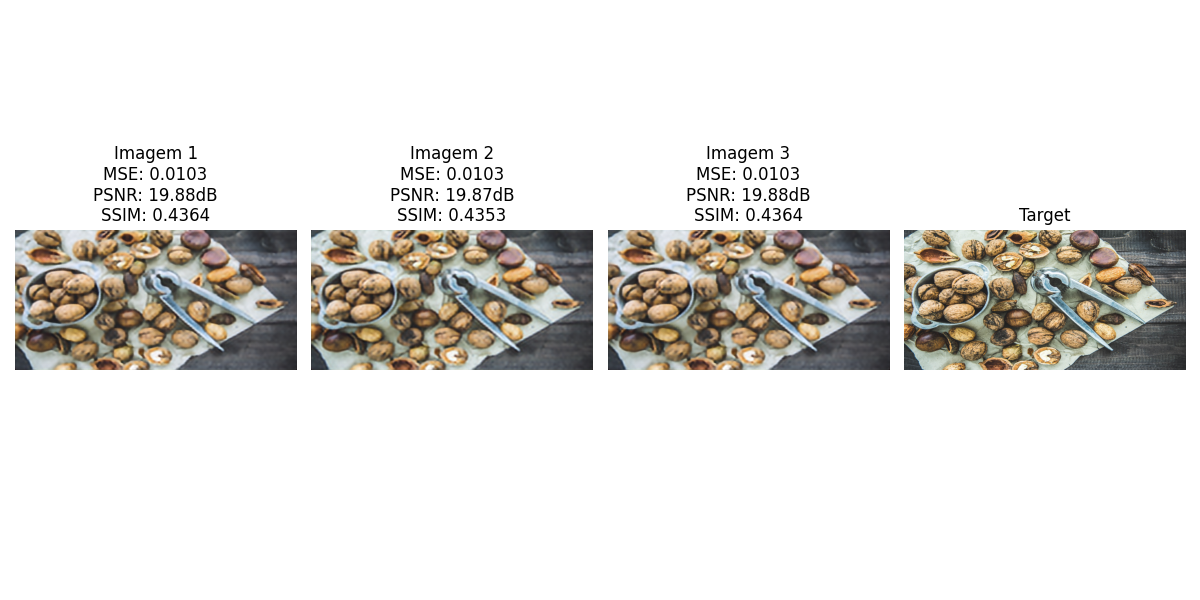 Imagem 1
MSE: 0.0103
PSNR: 19.88dB
SSIM: 0.4364
Imagem 2
MSE: 0.0103
PSNR: 19.87dB
SSIM: 0.4353
Imagem 3
MSE: 0.0103
PSNR: 19.88dB
SSIM: 0.4364
Target